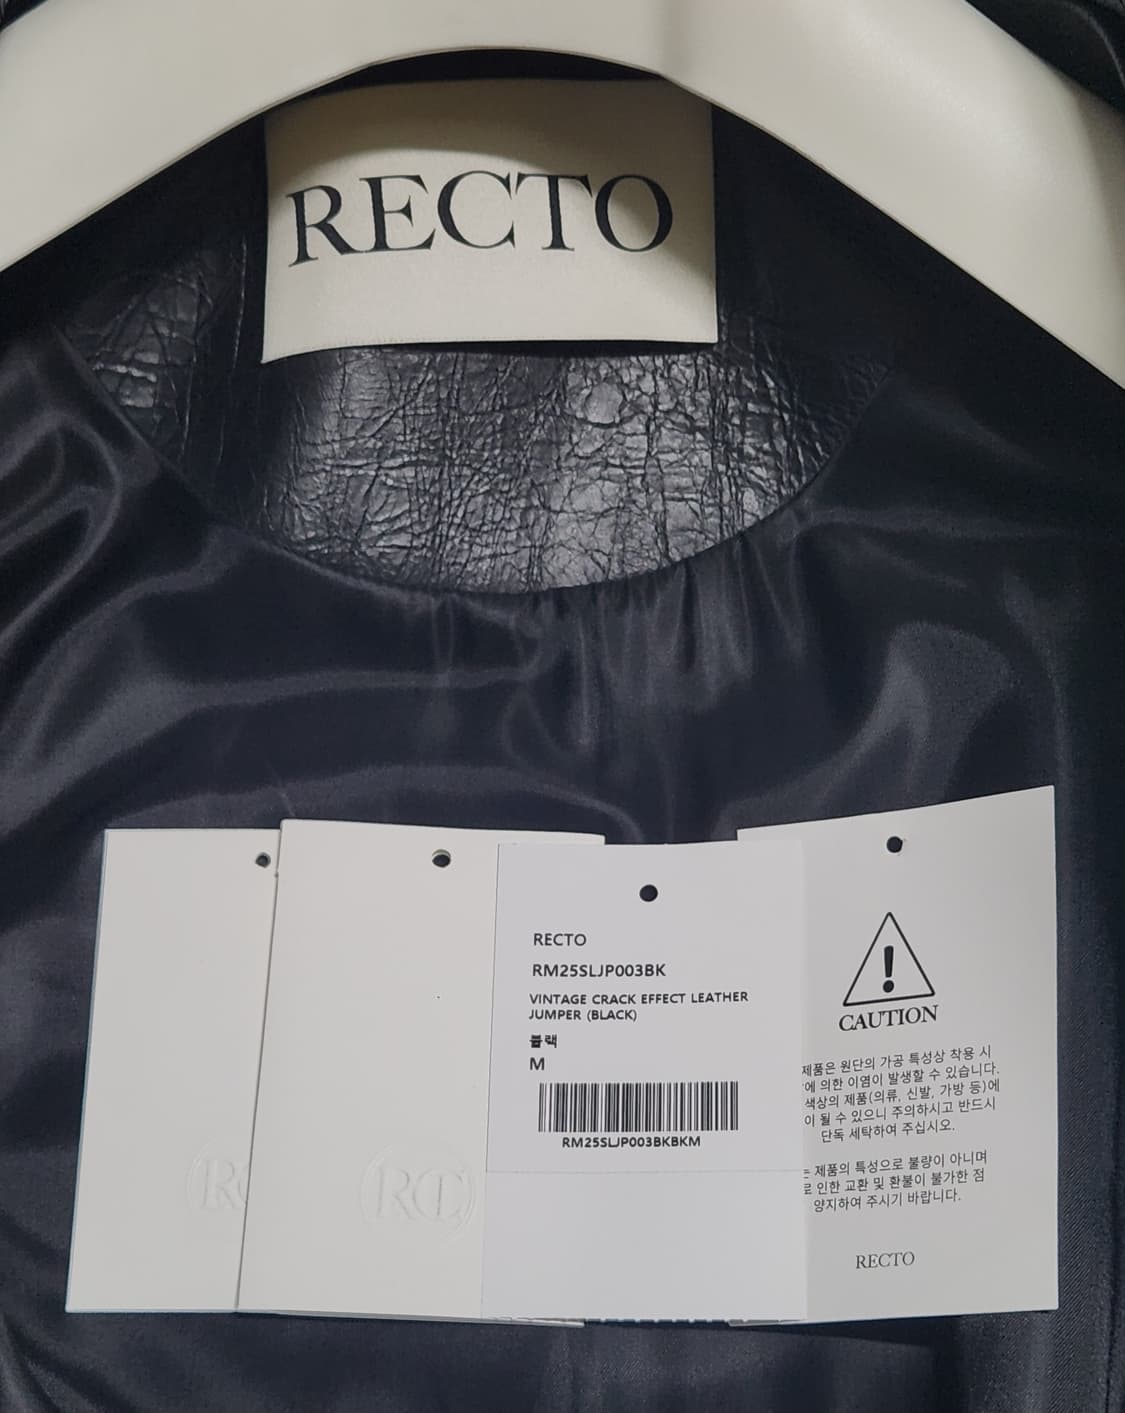 RECTO
RECTO
RM25SLJP003BK
VINTAGE CRACK EFFECT LEATHER
JUMPER (BLACK)
블랙
M
RM25SLJP003BKBKM
CAUTION
제품은 원단의 가공 특성상 착용 시
에 의한 이염이 발생할 수 있습니다.
색상의 제품(의류, 신발, 가방 등)에
이 될 수 있으니 주의하시고 반드시
단독 세탁하여 주십시오.
제품의 특성으로 불량이 아니며
로 인한 교환 및 환불이 불가한 점
양지하여 주시기 바랍니다.
RECTO